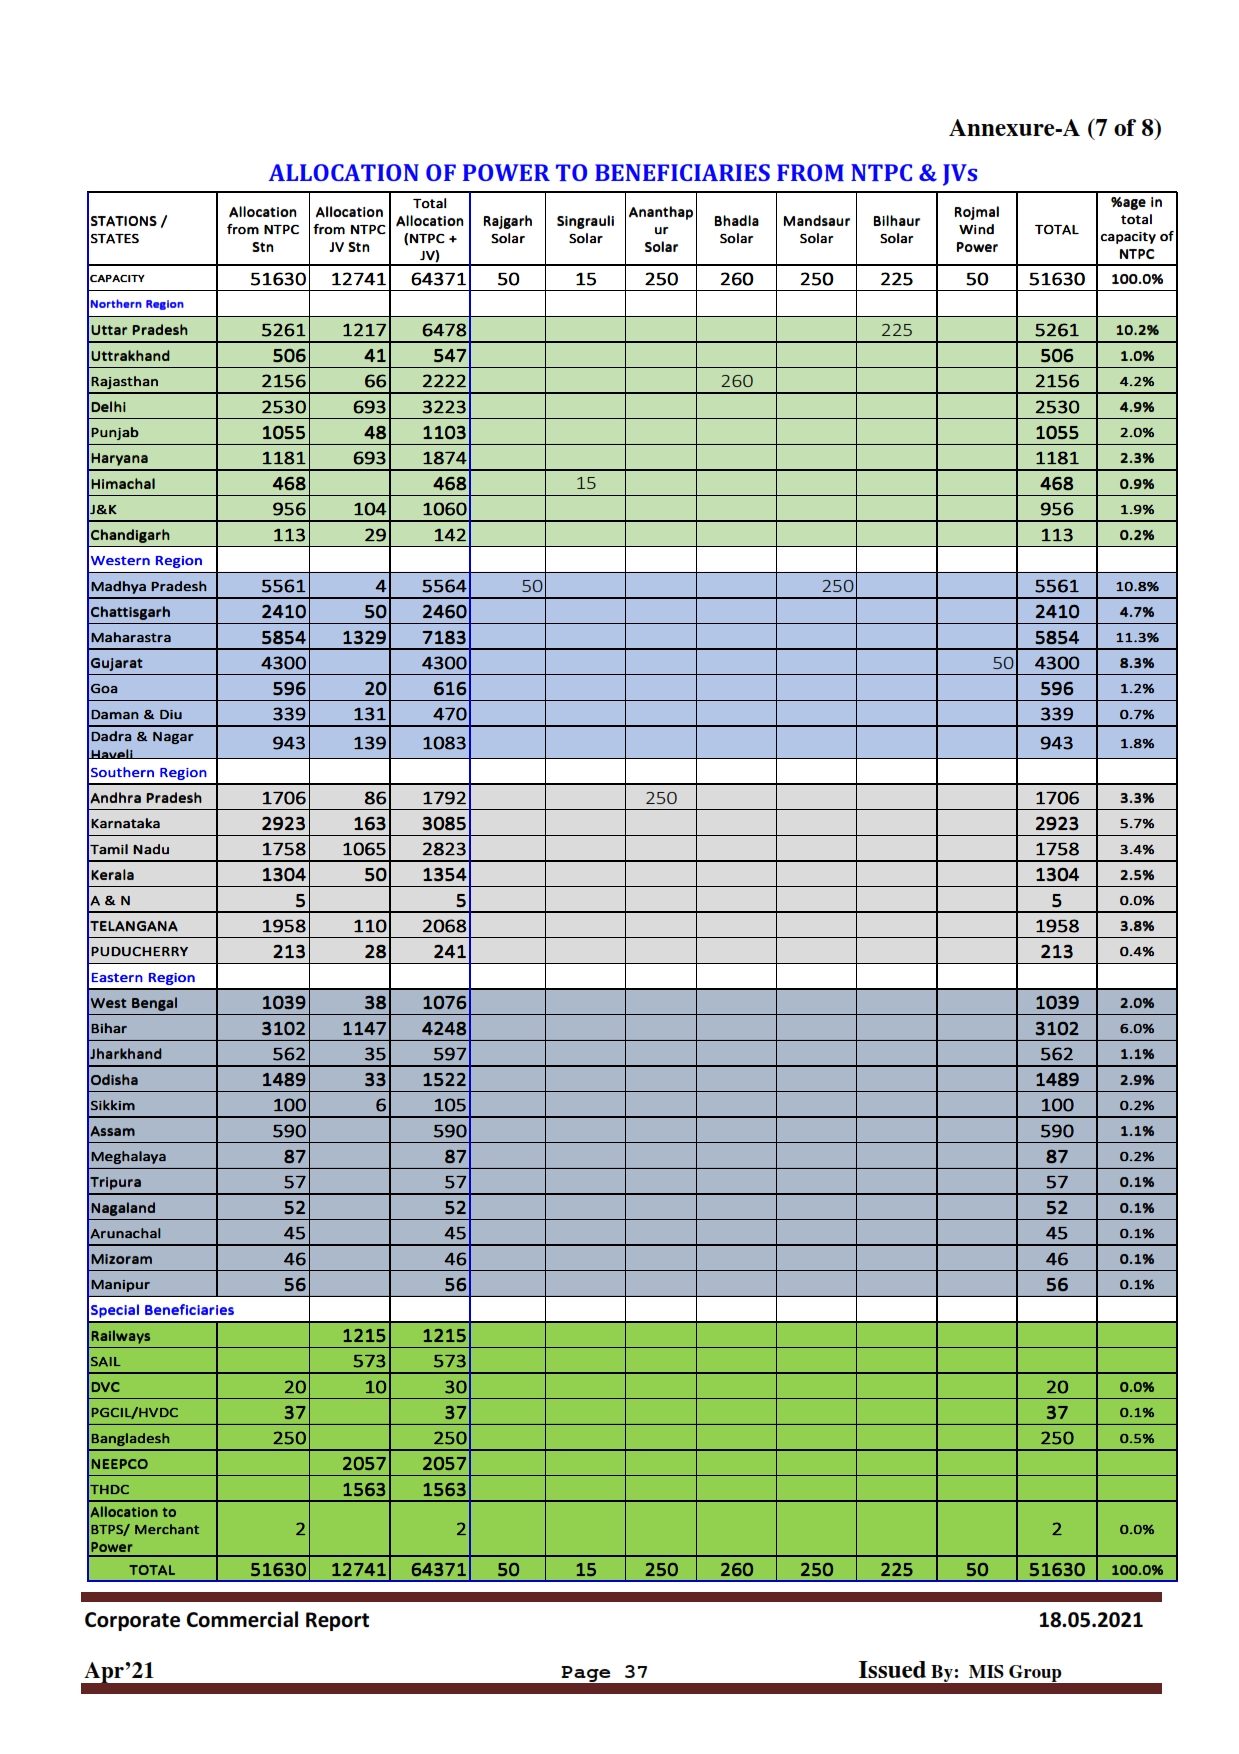 Annexure-A (7 of 8)
ALLOCATION OF POWER TO BENEFICIARIES FROM NTPC & JVs
STATIONS / STATES Allocation from NTPC Stn Allocation from NTPC JV Stn Total Allocation (NTPC + JV) Rajgarh Solar Singrauli Solar Ananthap ur Solar Bhadla Solar Mandsaur Solar Bilhaur Solar Rojmal Wind Power TOTAL %age in total capacity of NTPC
CAPACITY 51630 12741 64371 50 15 250 260 250 225 50 51630 100.0%
Northern Region
Uttar Pradesh 5261 1217 6478 225 5261 10.2%
Uttrakhand 506 41 547 506 1.0%
Rajasthan 2156 66 2222 260 2156 4.2%
Delhi 2530 693 3223 2530 4.9%
Punjab 1055 48 1103 1055 2.0%
Haryana 1181 693 1874 1181 2.3%
Himachal 468 468 15 468 0.9%
J&K 956 104 1060 956 1.9%
Chandigarh 113 29 142 113 0.2%
Western Region
Madhya Pradesh 5561 4 5564 50 250 5561 10.8%
Chattisgarh 2410 50 2460 2410 4.7%
Maharastra 5854 1329 7183 5854 11.3%
Gujarat 4300 4300 50 4300 8.3%
Goa 596 20 616 596 1.2%
Daman & Diu 339 131 470 339 0.7%
Dadra & Nagar Haveli 943 139 1083 943 1.8%
Southern Region
Andhra Pradesh 1706 86 1792 250 1706 3.3%
Karnataka 2923 163 3085 2923 5.7%
Tamil Nadu 1758 1065 2823 1758 3.4%
Kerala 1304 50 1354 1304 2.5%
A & N 5 5 5 0.0%
TELANGANA 1958 110 2068 1958 3.8%
PUDUCHERRY 213 28 241 213 0.4%
Eastern Region
West Bengal 1039 38 1076 1039 2.0%
Bihar 3102 1147 4248 3102 6.0%
Jharkhand 562 35 597 562 1.1%
Odisha 1489 33 1522 1489 2.9%
Sikkim 100 6 105 100 0.2%
Assam 590 590 590 1.1%
Meghalaya 87 87 87 0.2%
Tripura 57 57 57 0.1%
Nagaland 52 52 52 0.1%
Arunachal 45 45 45 0.1%
Mizoram 46 46 46 0.1%
Manipur 56 56 56 0.1%
Special Beneficiaries
Railways 1215 1215
SAIL 573 573
DVC 20 10 30 20 0.0%
PGCIL/HVDC 37 37 37 0.1%
Bangladesh 250 250 250 0.5%
NEEPCO 2057 2057
THDC 1563 1563
Allocation to BTPS/ Merchant Power 2 2 2 0.0%
TOTAL 51630 12741 64371 50 15 250 260 250 225 50 51630 100.0%
Corporate Commercial Report 18.05.2021
Apr’21 Page 37 Issued By: MIS Group